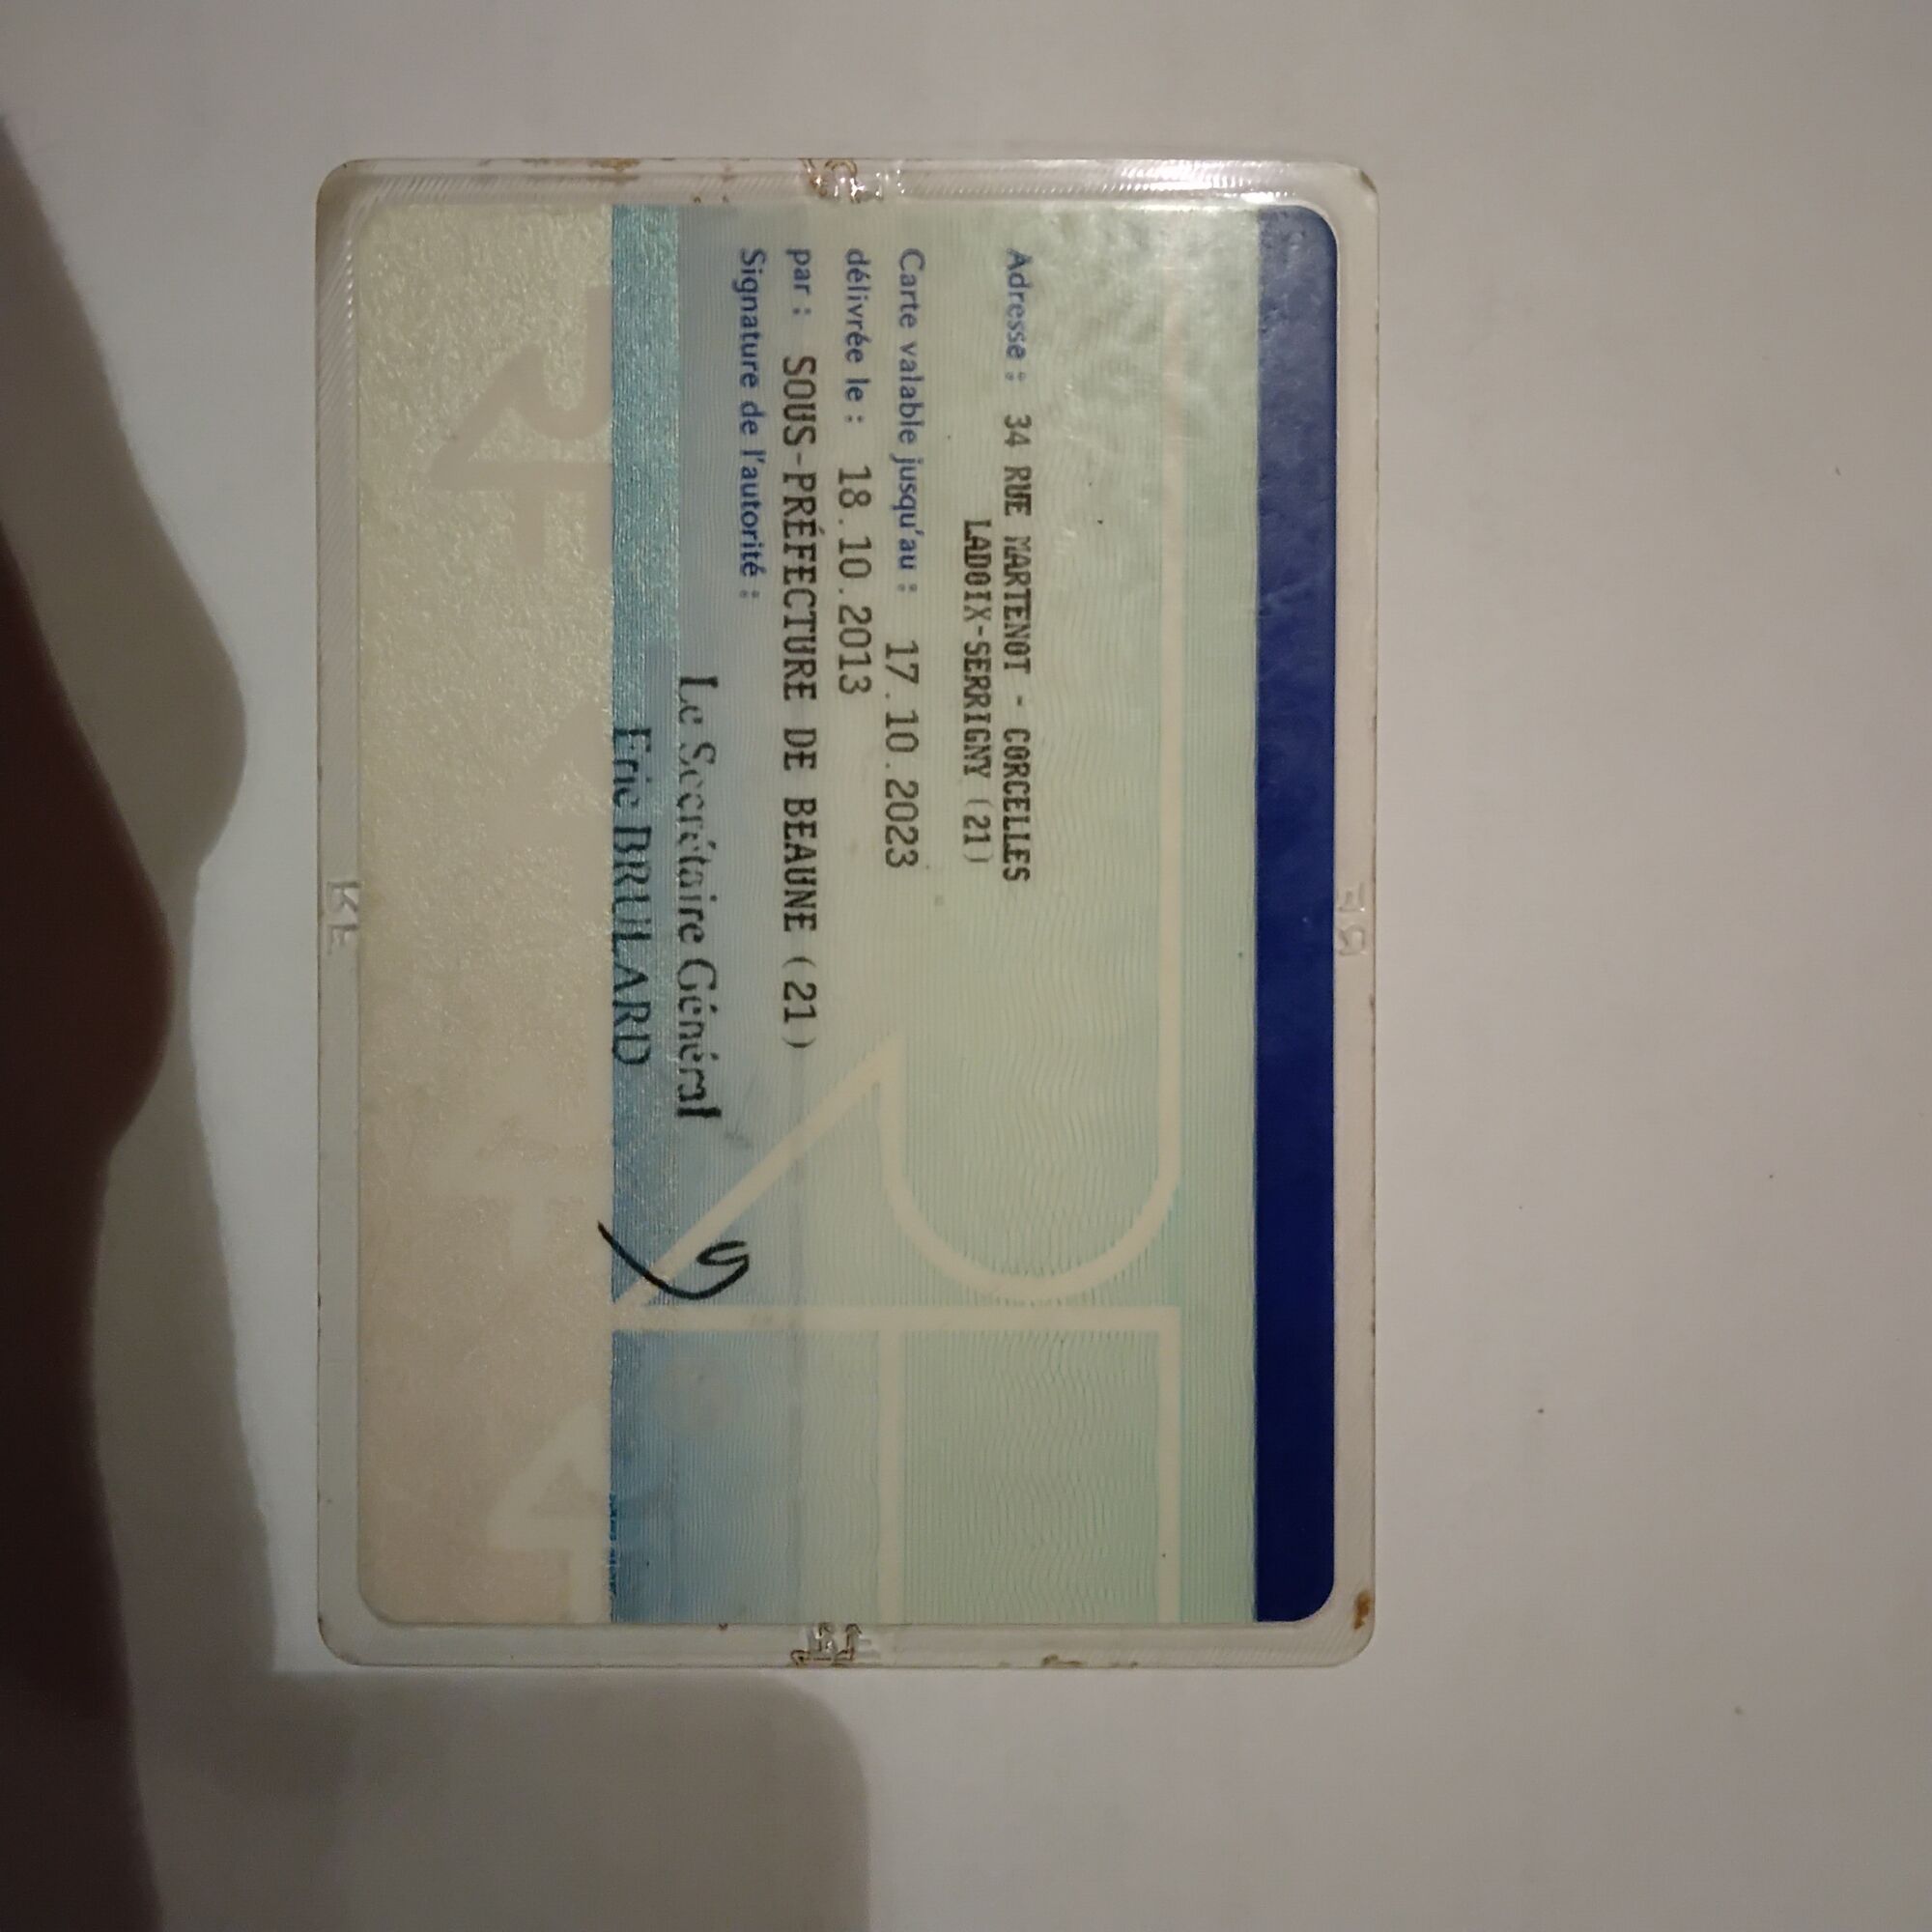 Adresse : 34 RUE MARTENOT - CORCELLES
LADOIX-SERRIGNY (21)
Carte valable jusqu'au : 17.10.2023
délivrée le : 18.10.2013
par : SOUS-PRÉFECTURE DE BEAUNE (21)
Signature de l'autorité :
Le Secrétaire Général
Eric BRULARD